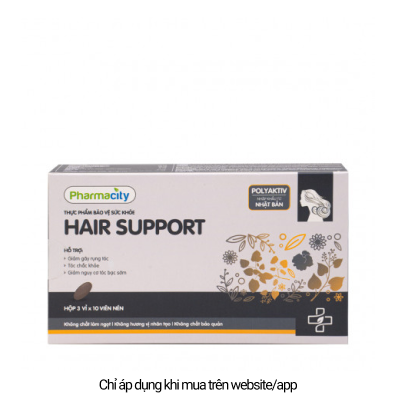 Pharmacity
THỰC PHẨM BẢO VỆ SỨC KHỎE
HAIR SUPPORT
HỖ TRỢ:
• Giảm gãy rụng tóc
• Tóc chắc khỏe
• Giảm nguy cơ tóc bạc sớm
HỘP 3 VỈ x 10 VIÊN NÉN
Không chất làm ngọt | Không hương vị nhân tạo | Không chất bảo quản
POLYAKTIV
NHẬT BẢN
Chỉ áp dụng khi mua trên website/app